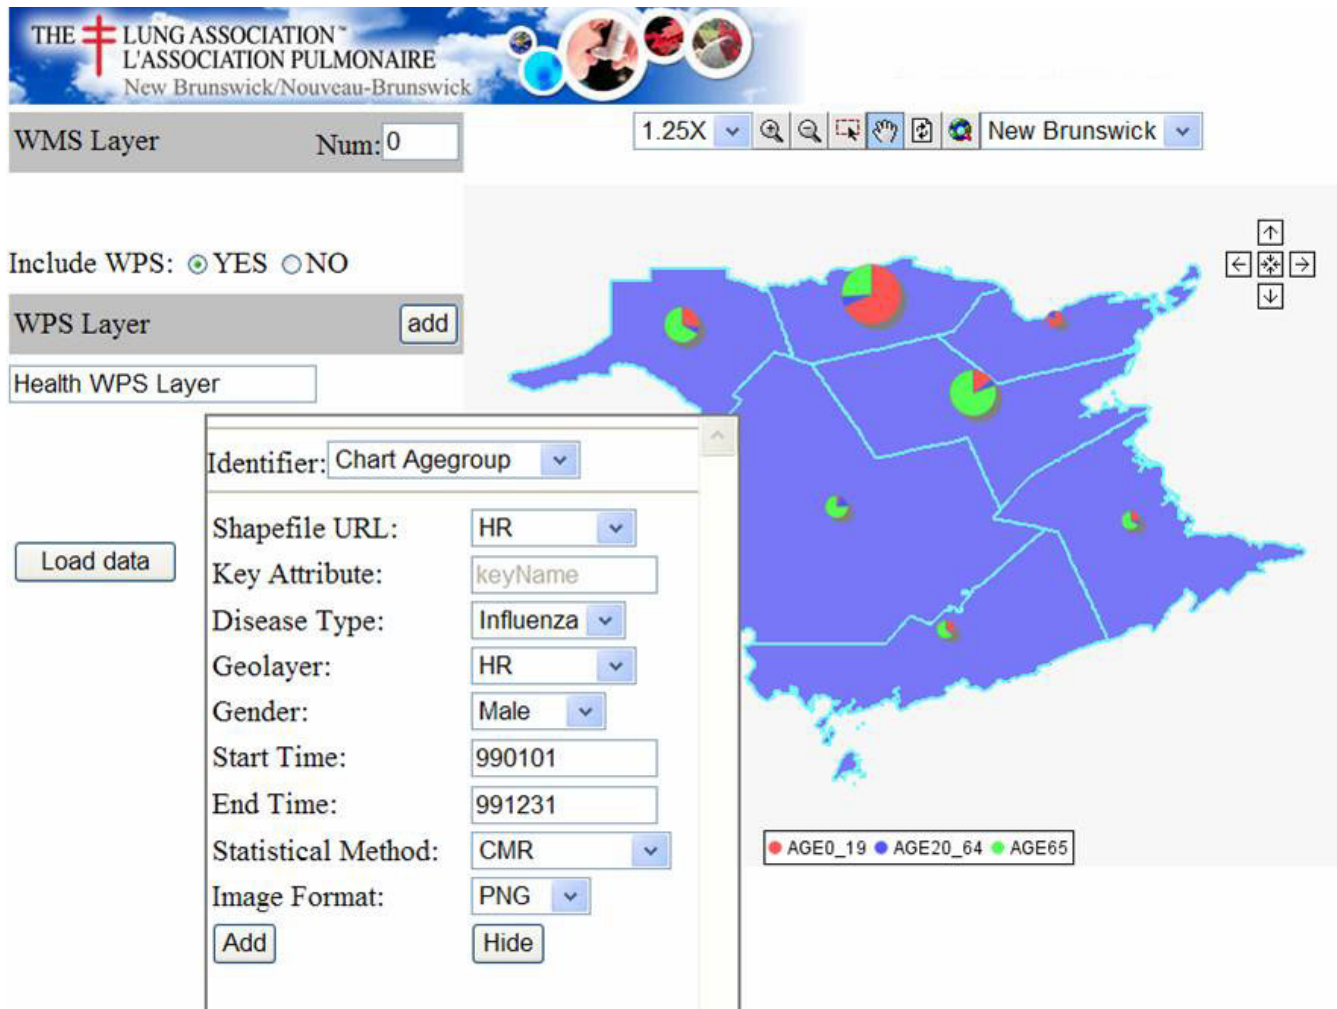 THE LUNG ASSOCIATION™
L'ASSOCIATION PULMONAIRE
New Brunswick/Nouveau-Brunswick
WMS Layer Num: 0
1.25X New Brunswick
Include WPS: YES NO
WPS Layer add
Health WPS Layer
Identifier: Chart Agegroup
Shapefile URL: HR
Load data
Key Attribute: keyName
Disease Type: Influenza
Geolayer: HR
Gender: Male
Start Time: 990101
End Time: 991231
Statistical Method: CMR
AGE0_19 AGE20_64 AGE65
Image Format: PNG
Add Hide